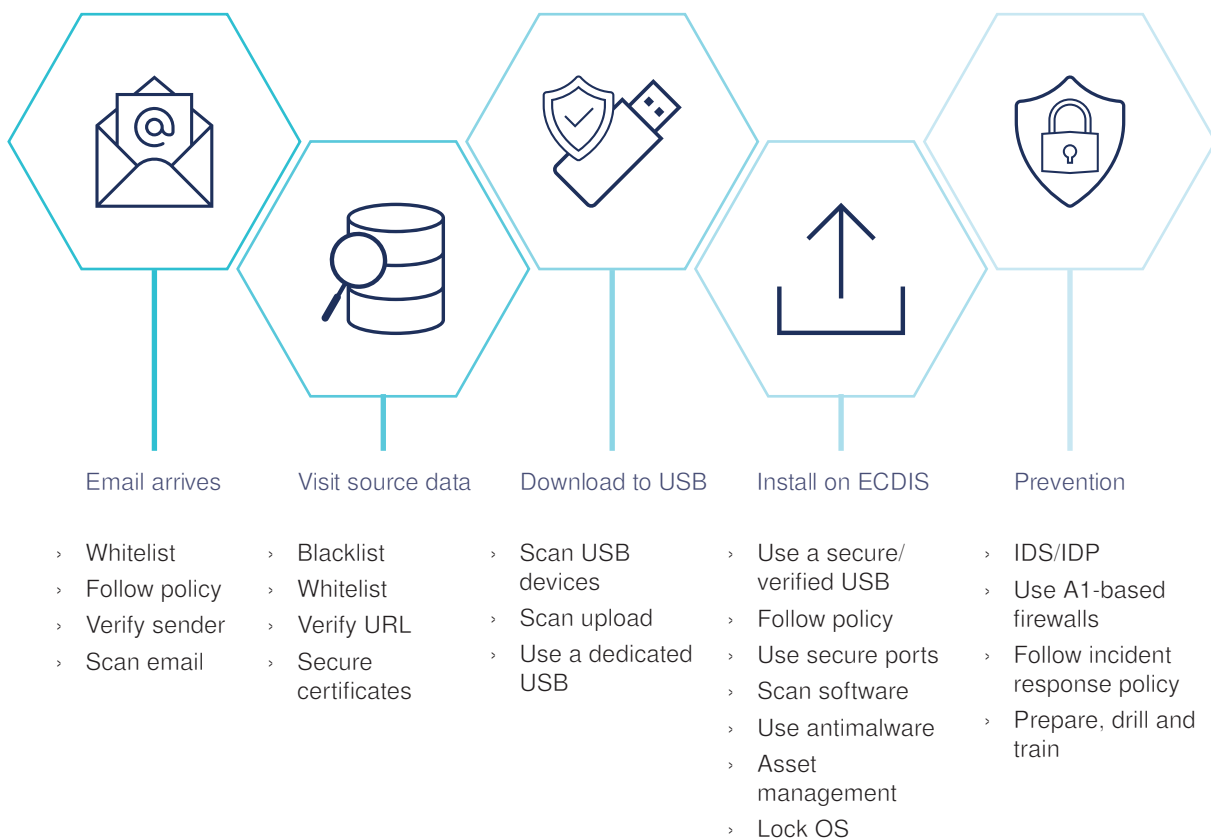 @
Email arrives
› Whitelist
› Follow policy
› Verify sender
› Scan email
Visit source data
› Blacklist
› Whitelist
› Verify URL
› Secure
certificates
Download to USB
› Scan USB
devices
› Scan upload
› Use a dedicated
USB
Install on ECDIS
› Use a secure/
verified USB
› Follow policy
› Use secure ports
› Scan software
› Use antimalware
› Asset
management
› Lock OS
Prevention
› IDS/IDP
› Use A1-based
firewalls
› Follow incident
response policy
› Prepare, drill and
train